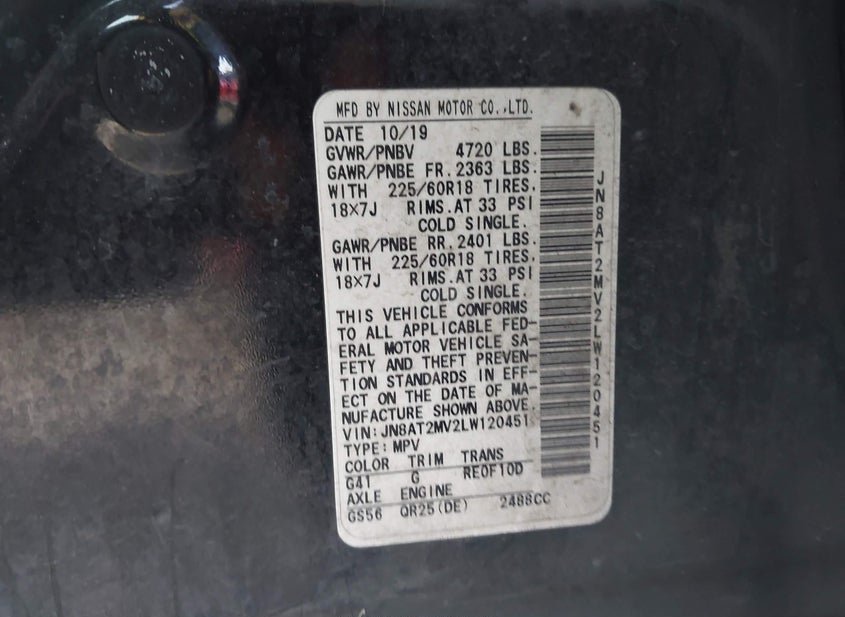 MFD BY NISSAN MOTOR CO.,LTD.
DATE 10/19
GVWR/PNBV 4720 LBS.
GAWR/PNBE FR.2363 LBS.
WITH 225/60R18 TIRES,
18×7J RIMS.AT 33 PSI
COLD SINGLE.
GAWR/PNBE RR.2401 LBS.
WITH 225/60R18 TIRES,
18×7J RIMS.AT 33 PSI
COLD SINGLE.
THIS VEHICLE CONFORMS
TO ALL APPLICABLE FED-
ERAL MOTOR VEHICLE SA-
FETY AND THEFT PREVEN-
TION STANDARDS IN EFF-
ECT ON THE DATE OF MA-
NUFACTURE SHOWN ABOVE.
VIN:JN8AT2MV2LW120451
TYPE:MPV
COLOR TRIM TRANS
G41 G RE0F10D
AXLE ENGINE
GS56 QR25(DE) 2488CC
JN8AT2MV2LW120451